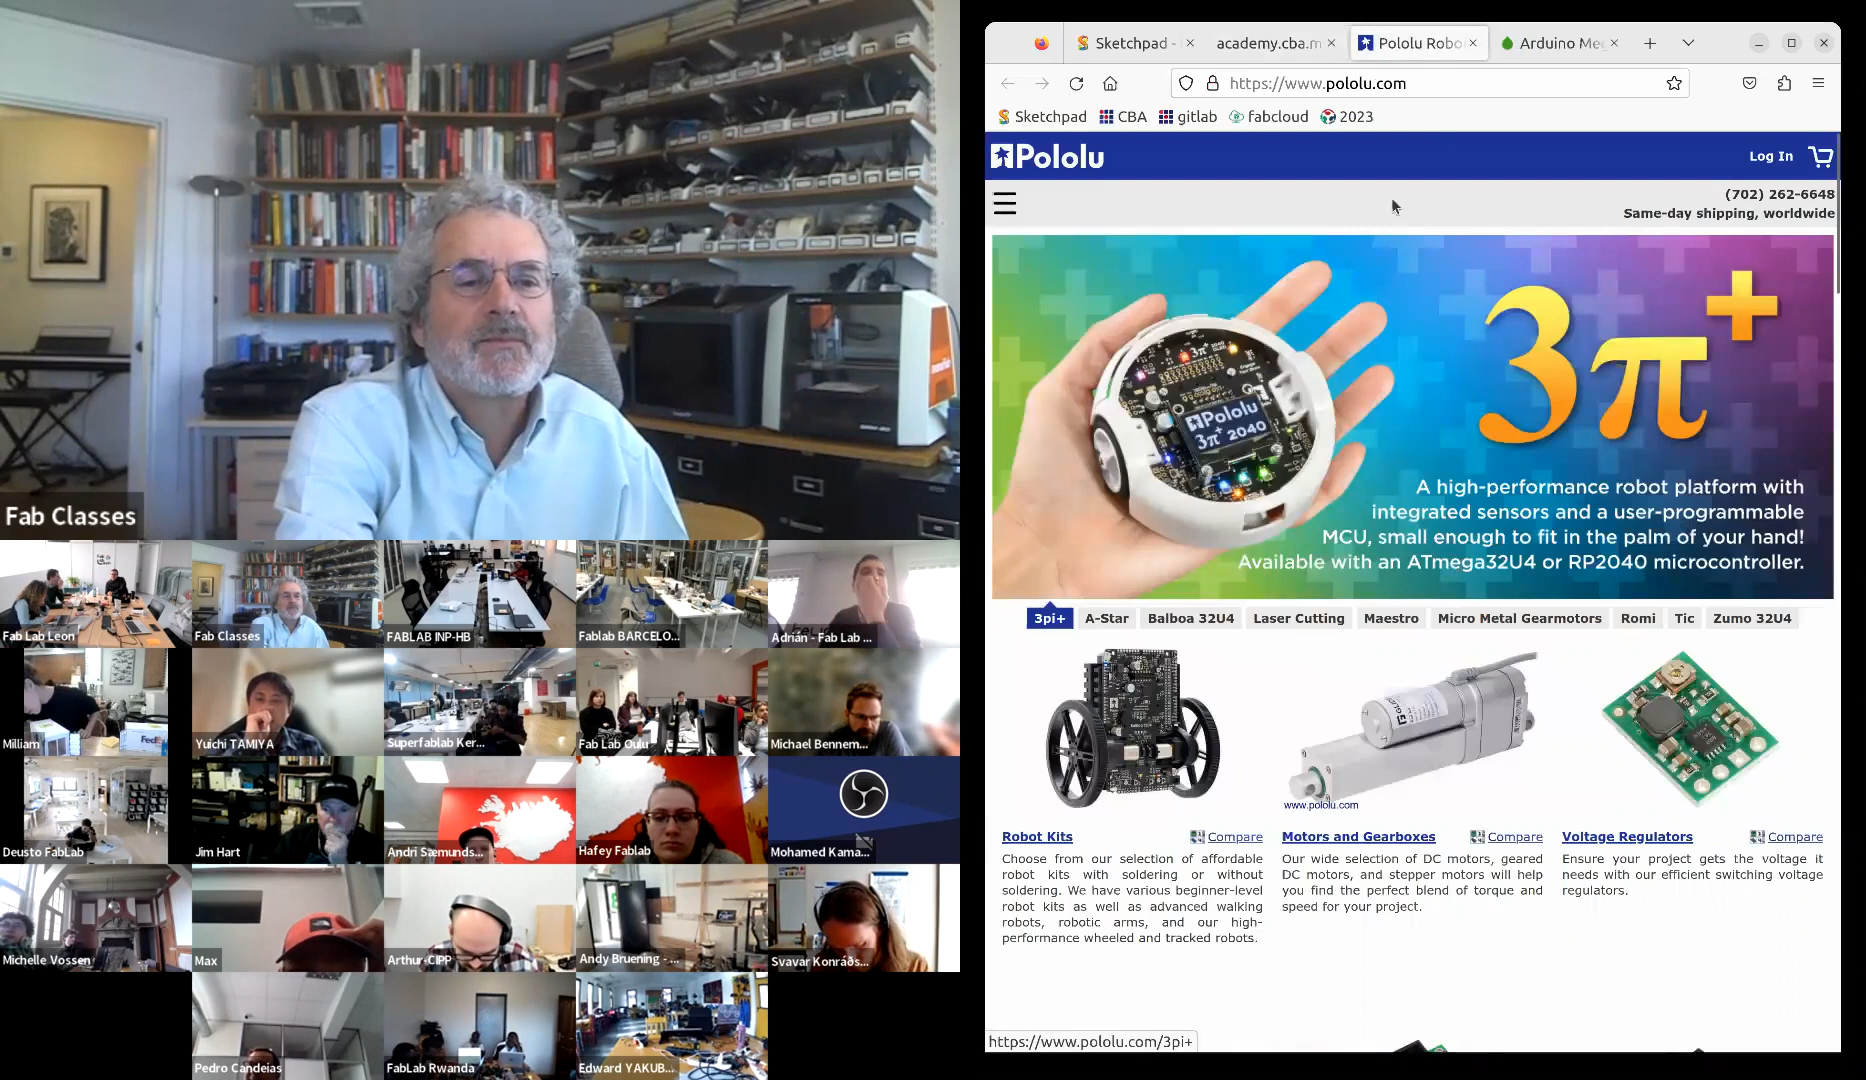 Fab Classes
Fab Lab Leon
Fab Classes
FABLAB INP-HB
Fablab BARCELO...
Adrián - Fab Lab ...
Milliam
Yuichi TAMIYA
Superfablab Ker...
Fab Lab Oulu
Michael Bennem...
Deusto FabLab
Jim Hart
Andri Sæmunds...
Hafey Fablab
Mohamed Kama...
Michelle Vossen
Max
Arthur-CIPP
Andy Bruening - ...
Svavar Konráðs...
Pedro Candeias
FabLab Rwanda
Edward YAKUB...
Sketchpad -
academy.cba.m
Pololu Robo
Arduino Me
https://www.pololu.com
Sketchpad CBA gitlab fabcloud 2023
Pololu
Log In
(702) 262-6648
Same-day shipping, worldwide
3π+
Pololu
3π+ 2040
A high-performance robot platform with
integrated sensors and a user-programmable
MCU, small enough to fit in the palm of your hand!
Available with an ATmega32U4 or RP2040 microcontroller.
3pi+ A-Star Balboa 32U4 Laser Cutting Maestro Micro Metal Gearmotors Romi Tic Zumo 32U4
www.pololu.com
Robot Kits Compare
Choose from our selection of affordable
robot kits with soldering or without
soldering. We have various beginner-level
robot kits as well as advanced walking
robots, robotic arms, and our high-
performance wheeled and tracked robots.
Motors and Gearboxes Compare
Our wide selection of DC motors, geared
DC motors, and stepper motors will help
you find the perfect blend of torque and
speed for your project.
Voltage Regulators Compare
Ensure your project gets the voltage it
needs with our efficient switching voltage
regulators.
https://www.pololu.com/3pi+